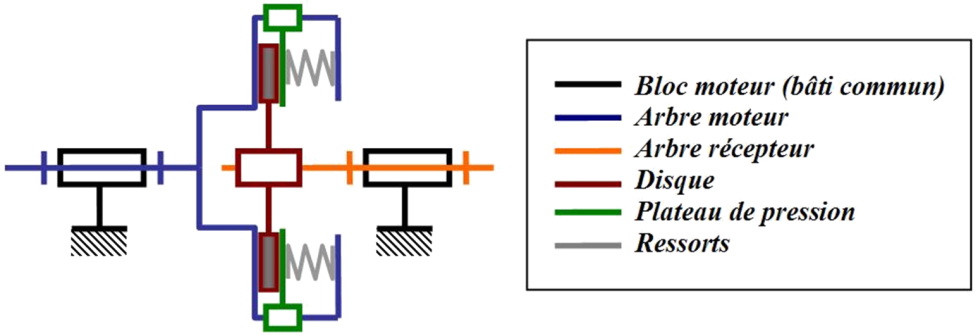 Bloc moteur (bâti commun)
Arbre moteur
Arbre récepteur
Disque
Plateau de pression
Ressorts